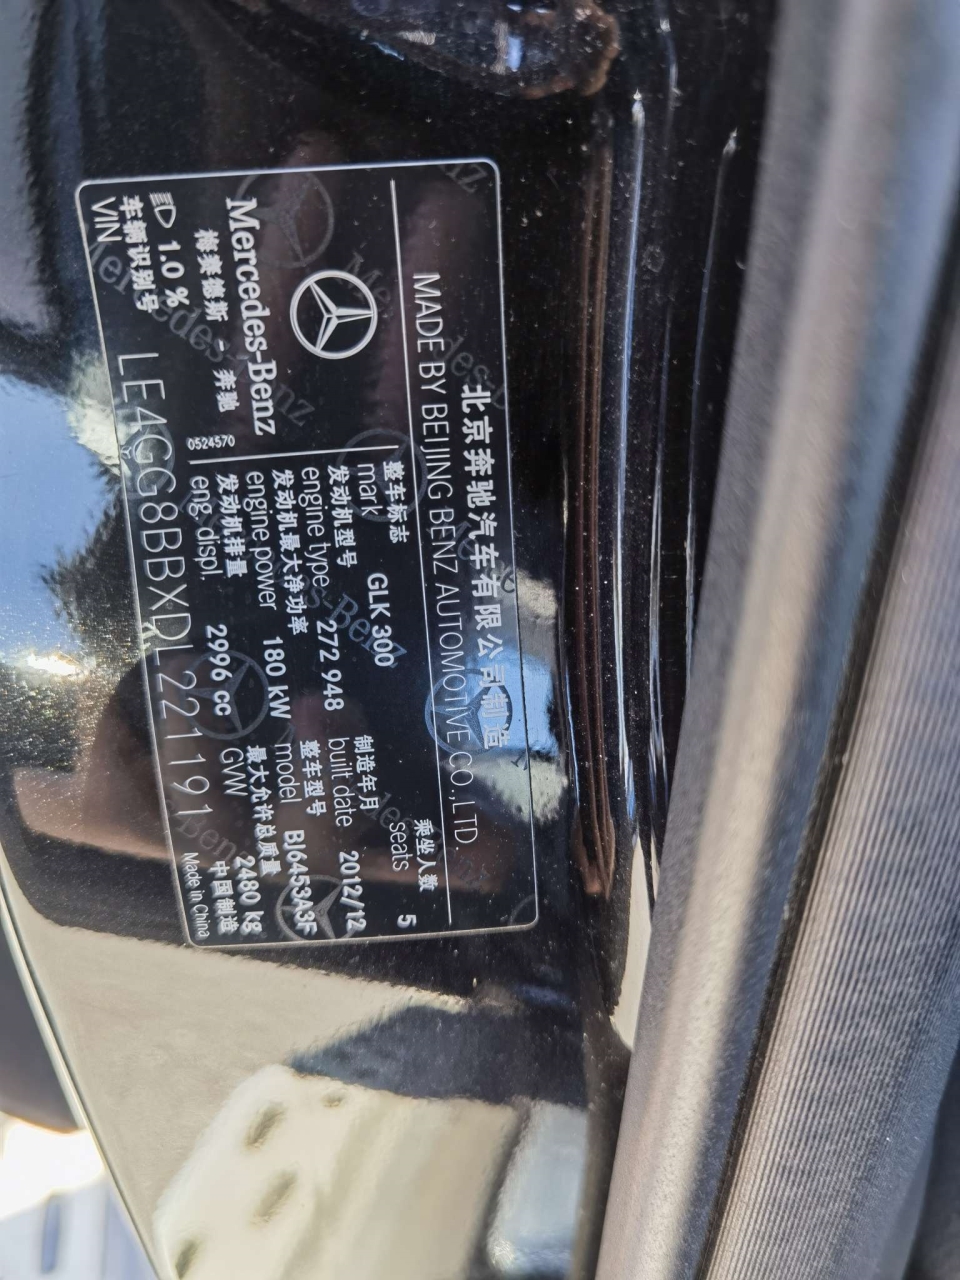 北京奔驰汽车有限公司制造
MADE BY BEIJING BENZ AUTOMOTIVE CO.,LTD.
Mercedes-Benz
梅赛德斯 - 奔驰
1.0 %
0524570
乘坐人数
seats 5
整车标志
mark GLK 300
制造年月
built date 2012/12
发动机型号
engine type 272 948
整车型号
model BJ6453A3F
发动机最大净功率
engine power 180 kW
最大允许总质量
GVW 2480 kg
发动机排量
eng. displ. 2996 cc
中国制造
Made in China
车辆识别号
VIN LE4GG8BBXDL221191